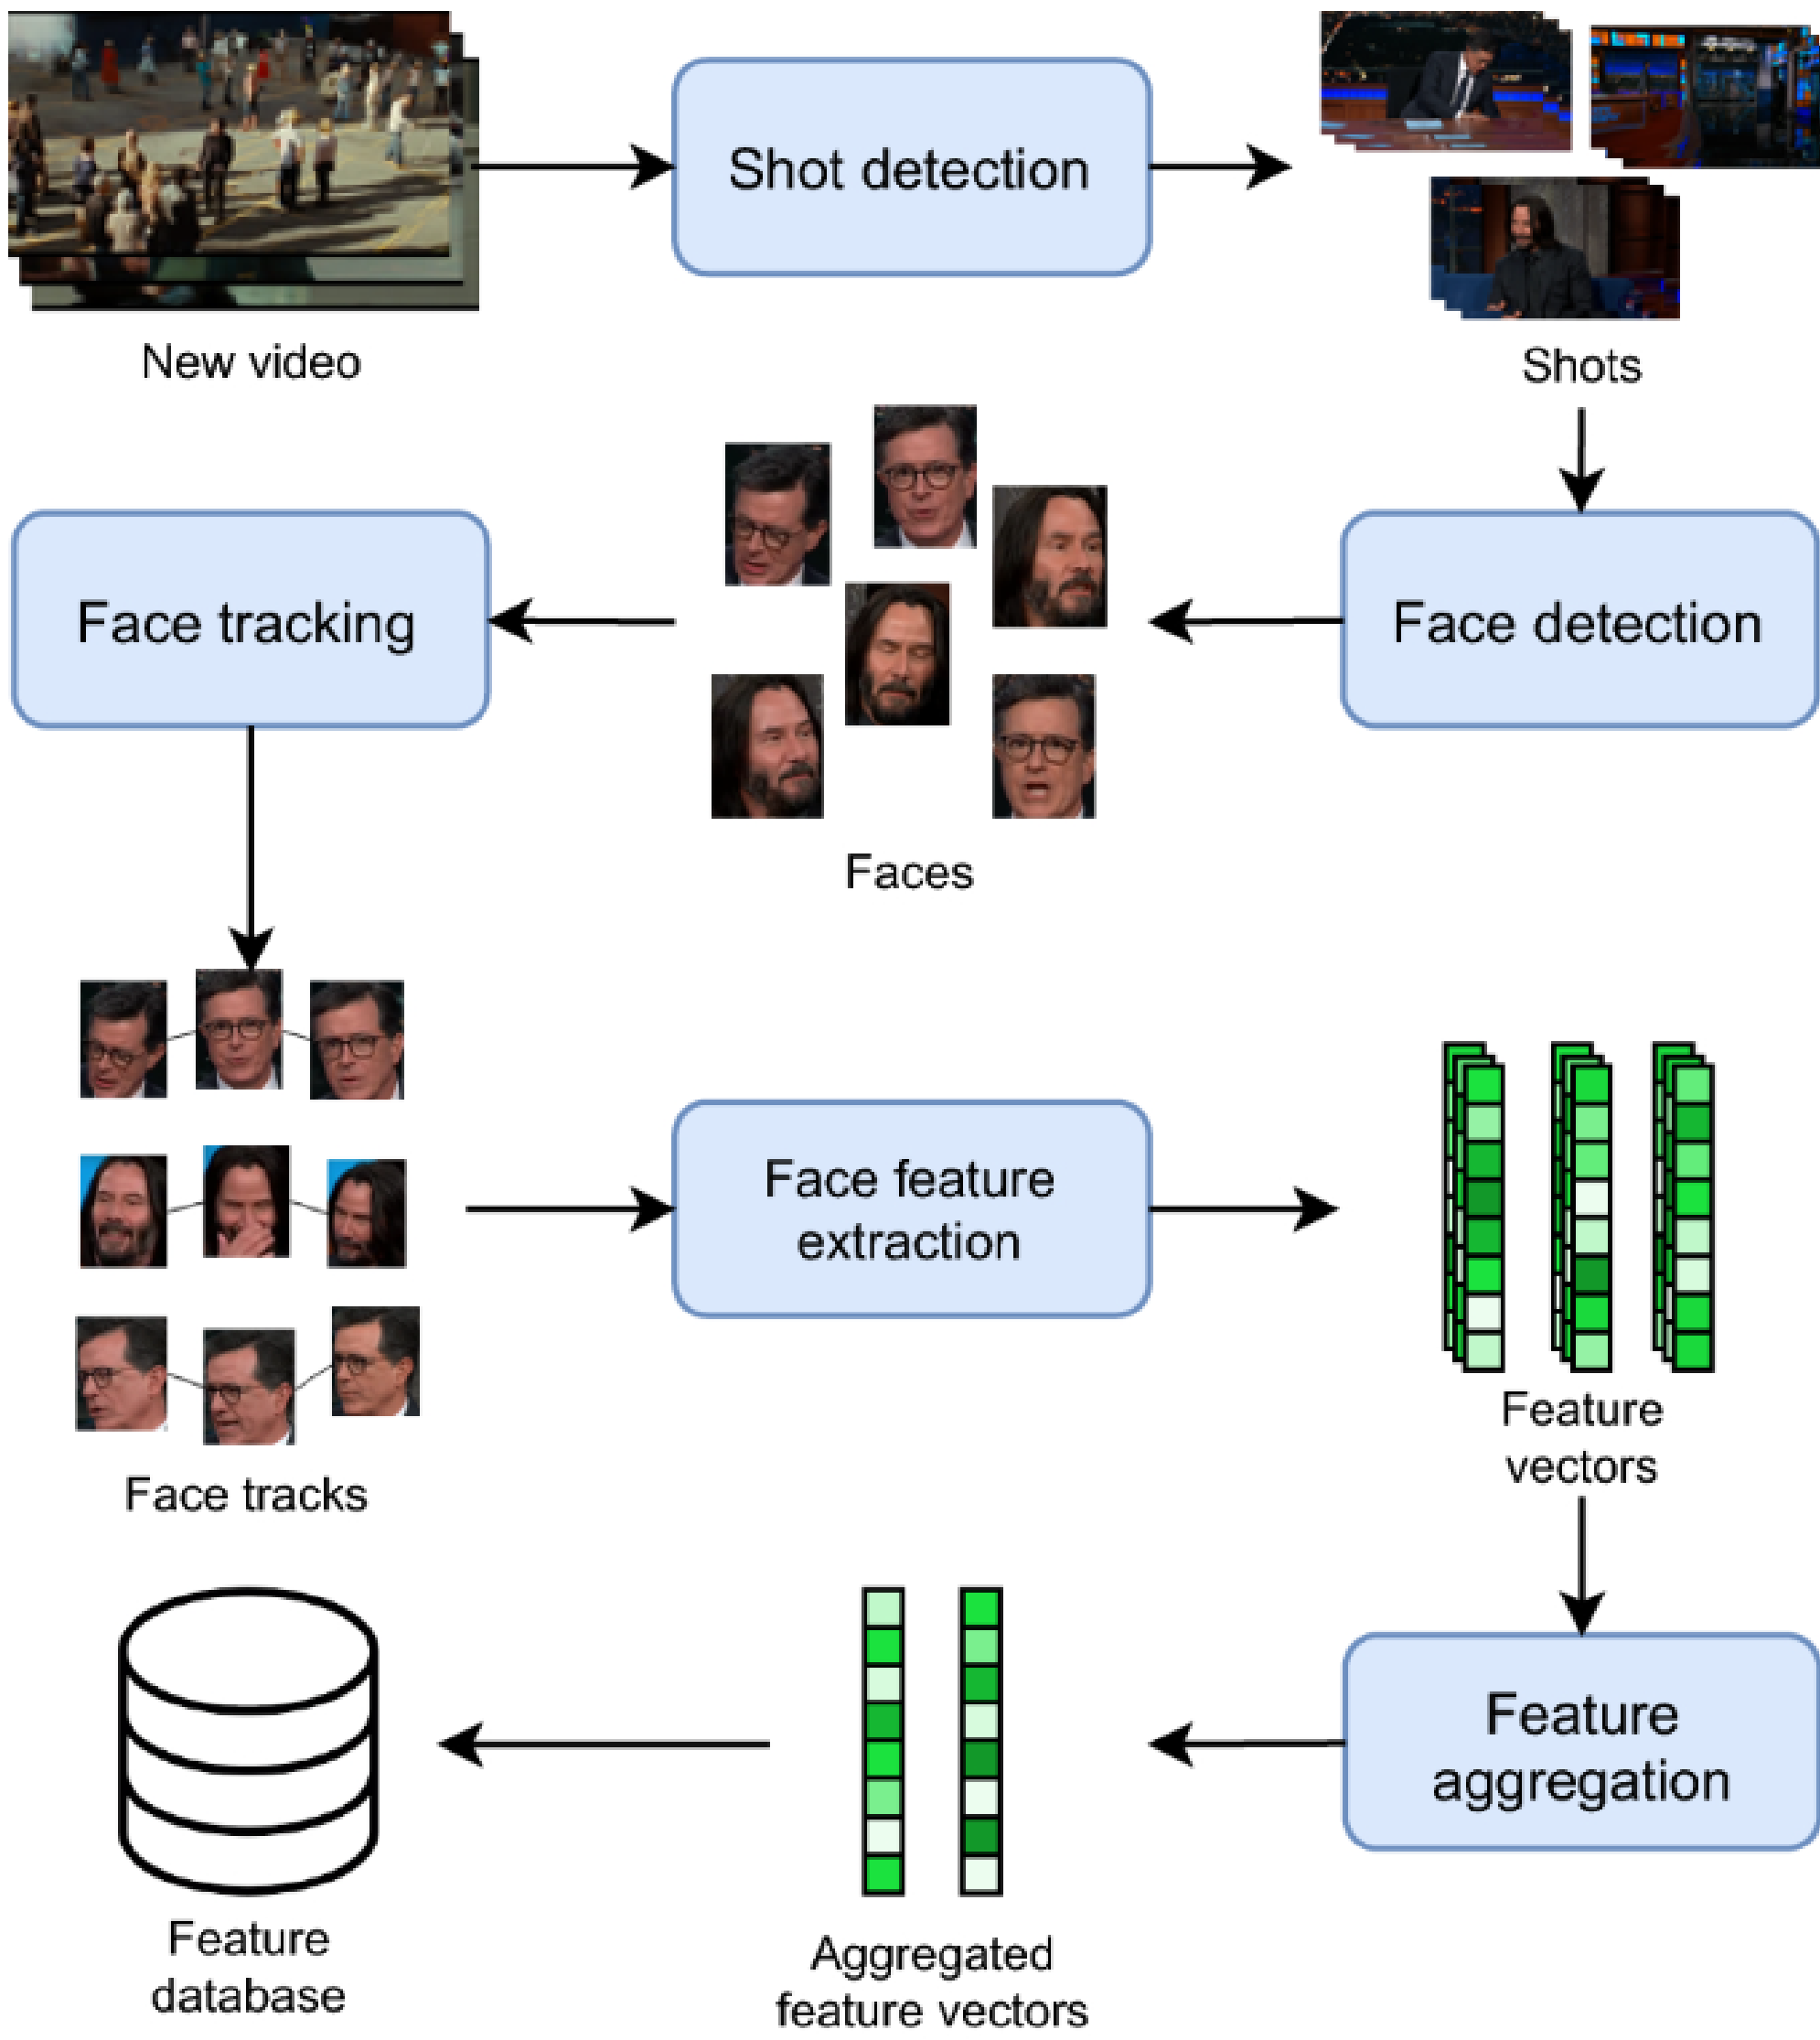 Shot detection
New video
Shots
Face tracking
Face detection
Faces
Face feature
extraction
Feature
vectors
Face tracks
Feature
aggregation
Feature
database
Aggregated
feature vectors